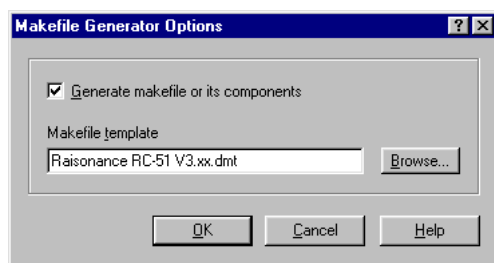 Makefile Generator Options
Generate makefile or its components
Makefile template
Raisonance RC-51 V3.xx.dmt
Browse...
OK
Cancel
Help